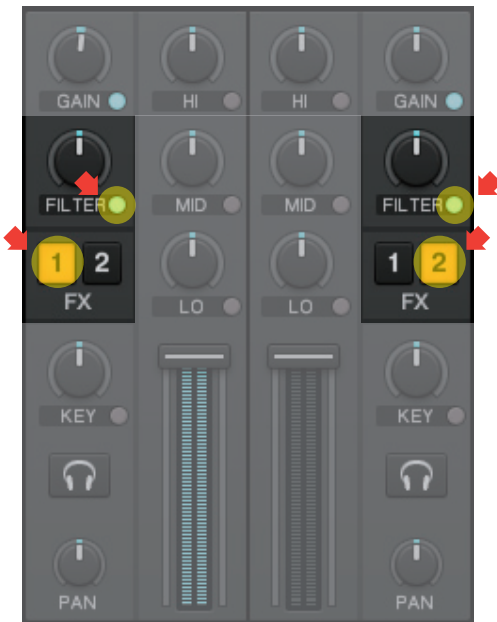 GAIN HI HI GAIN
FILTER MID MID FILTER
1 2 LO LO 1 2
FX FX
KEY KEY
PAN PAN